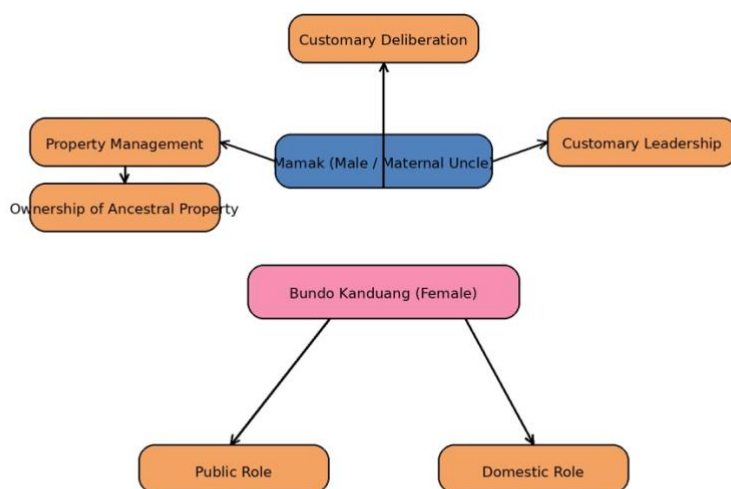 Customary Deliberation
Property Management
Mamak (Male / Maternal Uncle)
Customary Leadership
Ownership of Ancestral Property
Bundo Kanduang (Female)
Public Role
Domestic Role